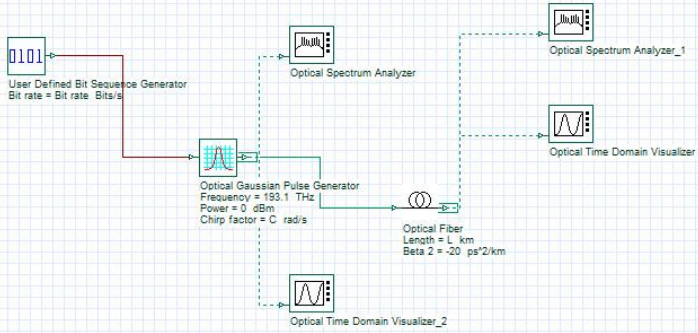 Optical Spectrum Analyzer_1
0101
User Defined Bit Sequence Generator
Bit rate = Bit rate Bits/s
Optical Spectrum Analyzer
Optical Time Domain Visualizer
Optical Gaussian Pulse Generator
Frequency = 193.1 THz
Power = 0 dBm
Chirp factor = C rad/s
Optical Fiber
Length = L km
Beta 2 = -20 ps^2/km
Optical Time Domain Visualizer_2